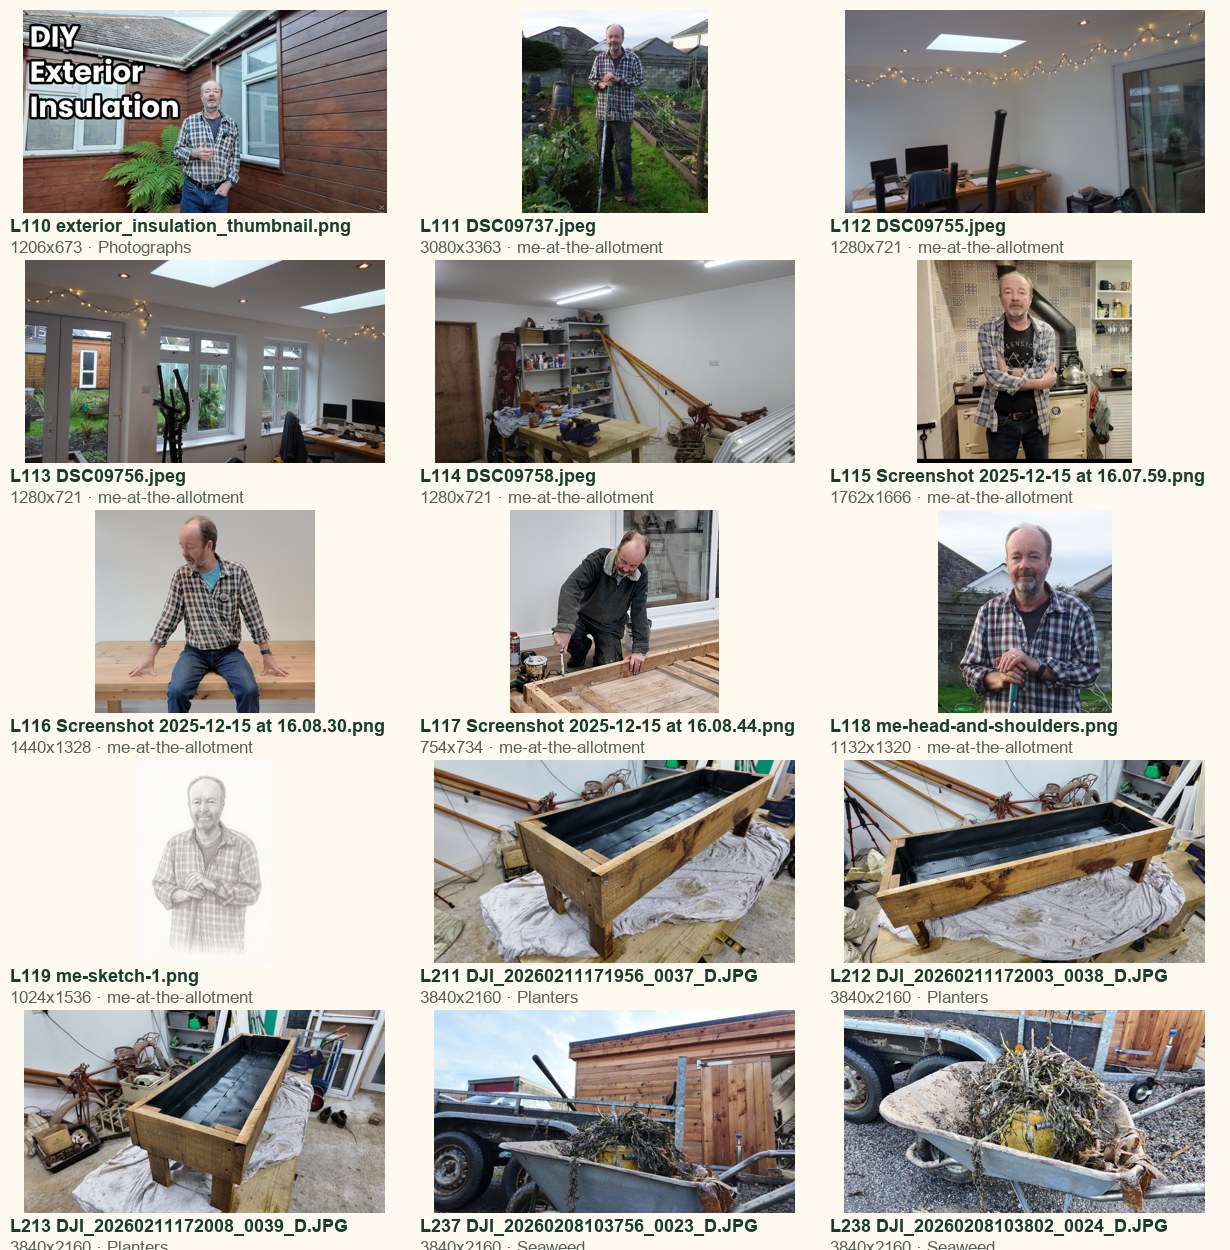 DIY
Exterior
Insulation
L110 exterior_insulation_thumbnail.png
1206x673 · Photographs
L111 DSC09737.jpeg
3080x3363 · me-at-the-allotment
L112 DSC09755.jpeg
1280x721 · me-at-the-allotment
L113 DSC09756.jpeg
1280x721 · me-at-the-allotment
L114 DSC09758.jpeg
1280x721 · me-at-the-allotment
L115 Screenshot 2025-12-15 at 16.07.59.png
1762x1666 · me-at-the-allotment
L116 Screenshot 2025-12-15 at 16.08.30.png
1440x1328 · me-at-the-allotment
L117 Screenshot 2025-12-15 at 16.08.44.png
754x734 · me-at-the-allotment
L118 me-head-and-shoulders.png
1132x1320 · me-at-the-allotment
L119 me-sketch-1.png
1024x1536 · me-at-the-allotment
L211 DJI_20260211171956_0037_D.JPG
3840x2160 · Planters
L212 DJI_20260211172003_0038_D.JPG
3840x2160 · Planters
L213 DJI_20260211172008_0039_D.JPG
3840x2160 · Planters
L237 DJI_20260208103756_0023_D.JPG
3840x2160 · Seaweed
L238 DJI_20260208103802_0024_D.JPG
3840x2160 · Seaweed